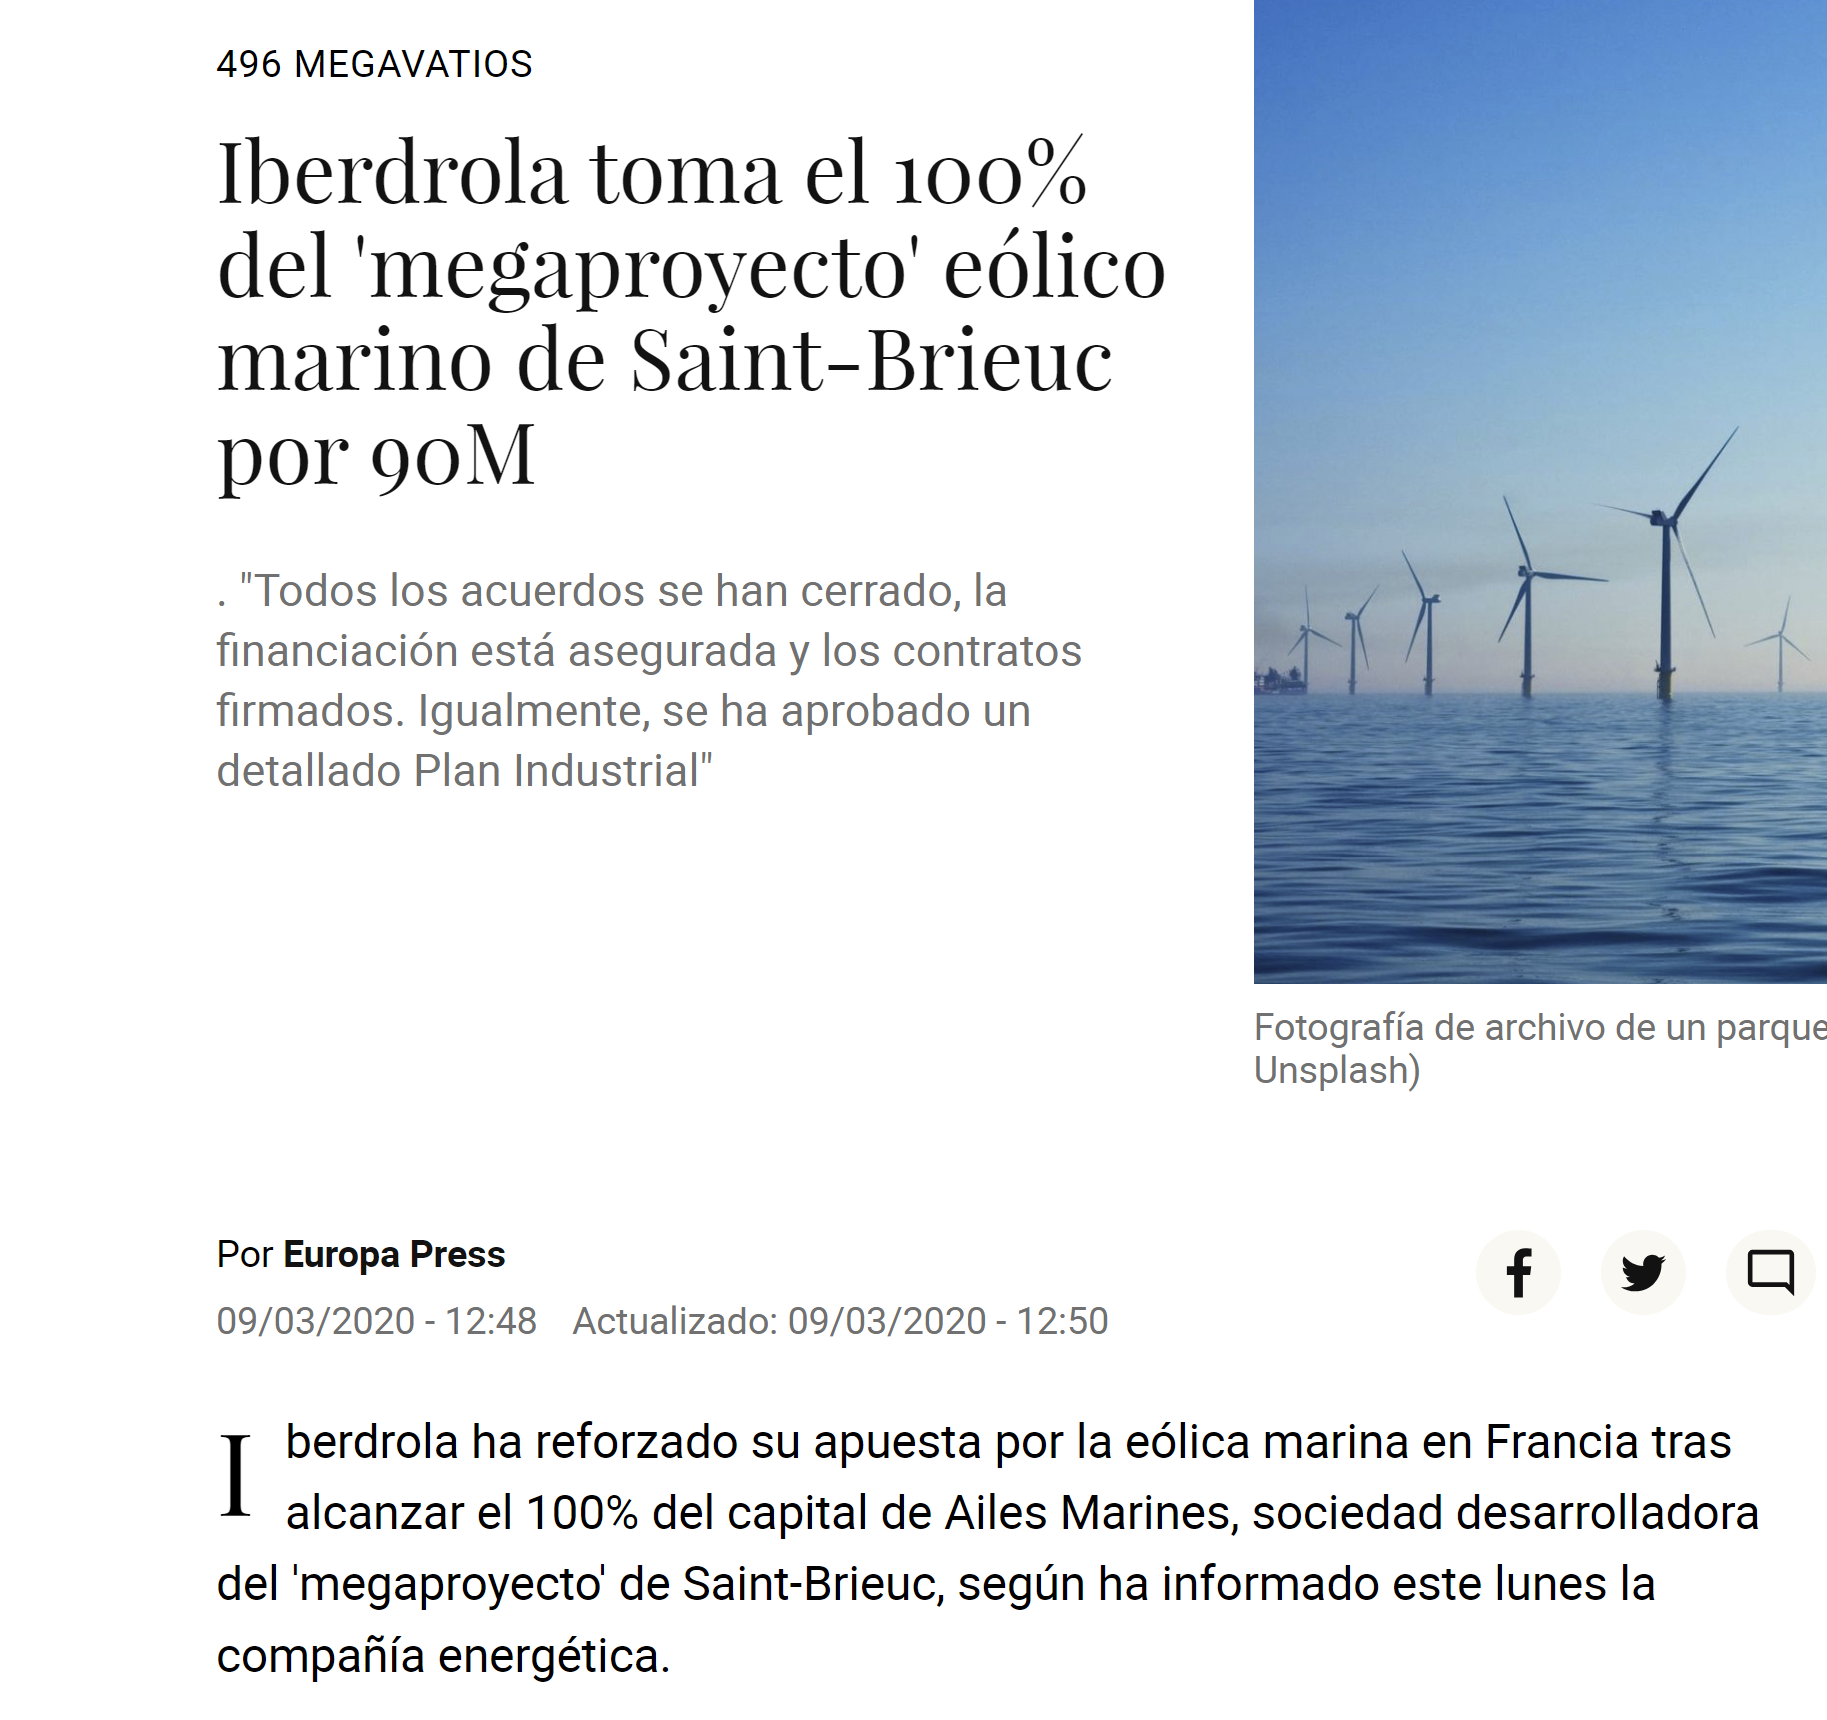 496 MEGAVATIOS
Iberdrola toma el 100%
del 'megaproyecto' eólico
marino de Saint-Brieuc
por 90M
. "Todos los acuerdos se han cerrado, la
financiación está asegurada y los contratos
firmados. Igualmente, se ha aprobado un
detallado Plan Industrial"
Fotografía de archivo de un parque
Unsplash)
Por Europa Press
09/03/2020 - 12:48 Actualizado: 09/03/2020 - 12:50
Iberdrola ha reforzado su apuesta por la eólica marina en Francia tras
alcanzar el 100% del capital de Ailes Marines, sociedad desarrolladora
del 'megaproyecto' de Saint-Brieuc, según ha informado este lunes la
compañía energética.